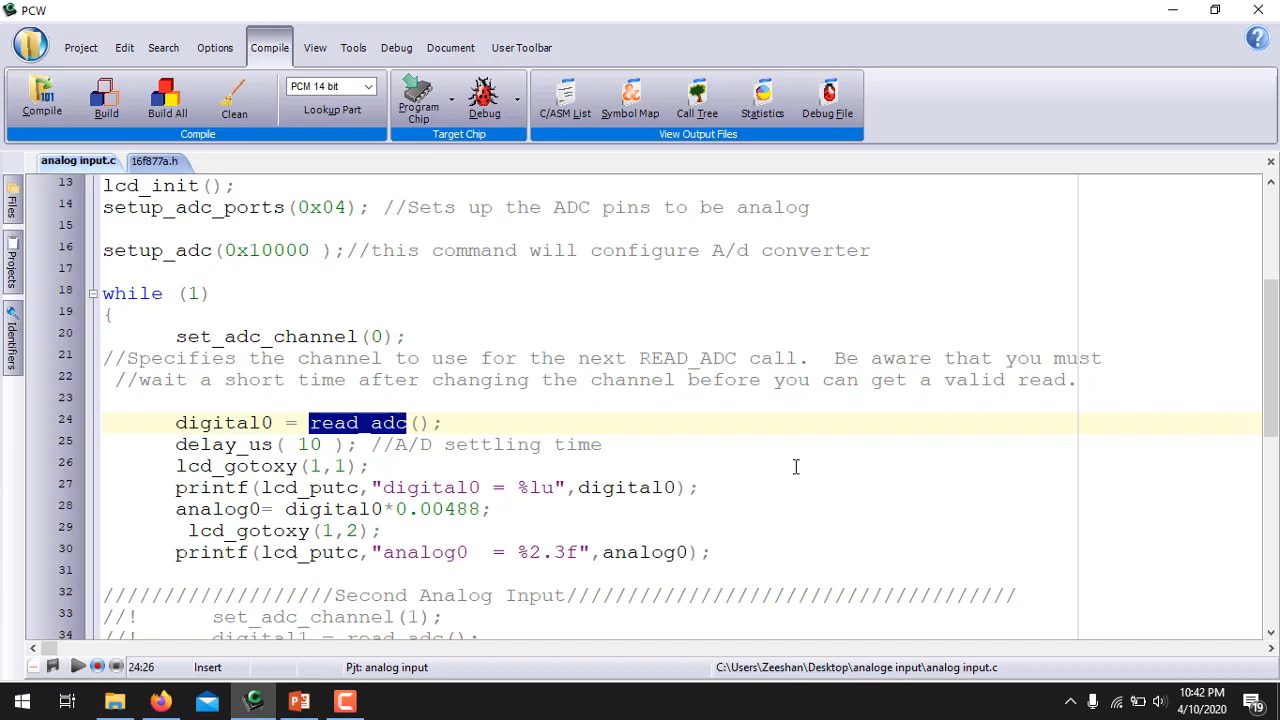 PCW
Project Edit Search Options Compile View Tools Debug Document User Toolbar
101
Compile Build Build All Clean PCM 14 bit Lookup Part Program Chip Debug C/ASM List Symbol Map Call Tree Statistics Debug File
Compile Target Chip View Output Files
analog input.c 16f877a.h
Files
Projects
Identifiers
13 lcd_init();
14 setup_adc_ports(0x04); //Sets up the ADC pins to be analog
15
16 setup_adc(0x10000 );//this command will configure A/d converter
17
18 while (1)
19 {
20 set_adc_channel(0);
21 //Specifies the channel to use for the next READ_ADC call.  Be aware that you must
22 //wait a short time after changing the channel before you can get a valid read.
23
24 digital0 = read_adc();
25 delay_us( 10 ); //A/D settling time
26 lcd_gotoxy(1,1);
27 printf(lcd_putc,"digital0 = %lu",digital0);
28 analog0= digital0*0.00488;
29 lcd_gotoxy(1,2);
30 printf(lcd_putc,"analog0  = %2.3f",analog0);
31
32 ///////////////////Second Analog Input/////////////////////////////////////
33 //!      set_adc_channel(1);
34 //!      digital1 = read_adc();
24:26 Insert Pjt: analog input C:\Users\Zeeshan\Desktop\analoge input\analog input.c
10:42 PM
4/10/2020
19